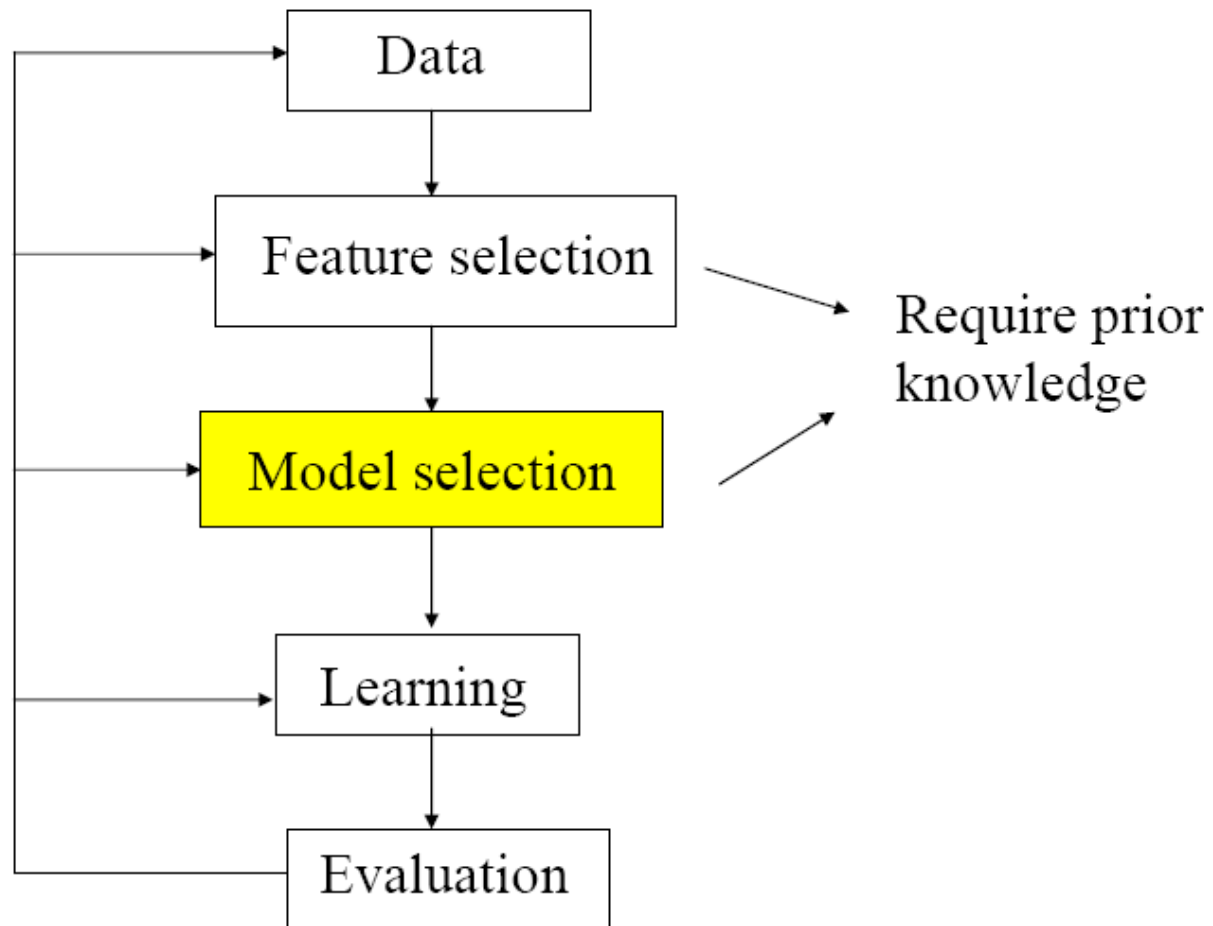 Data
Feature selection
Require prior
knowledge
Model selection
Learning
Evaluation